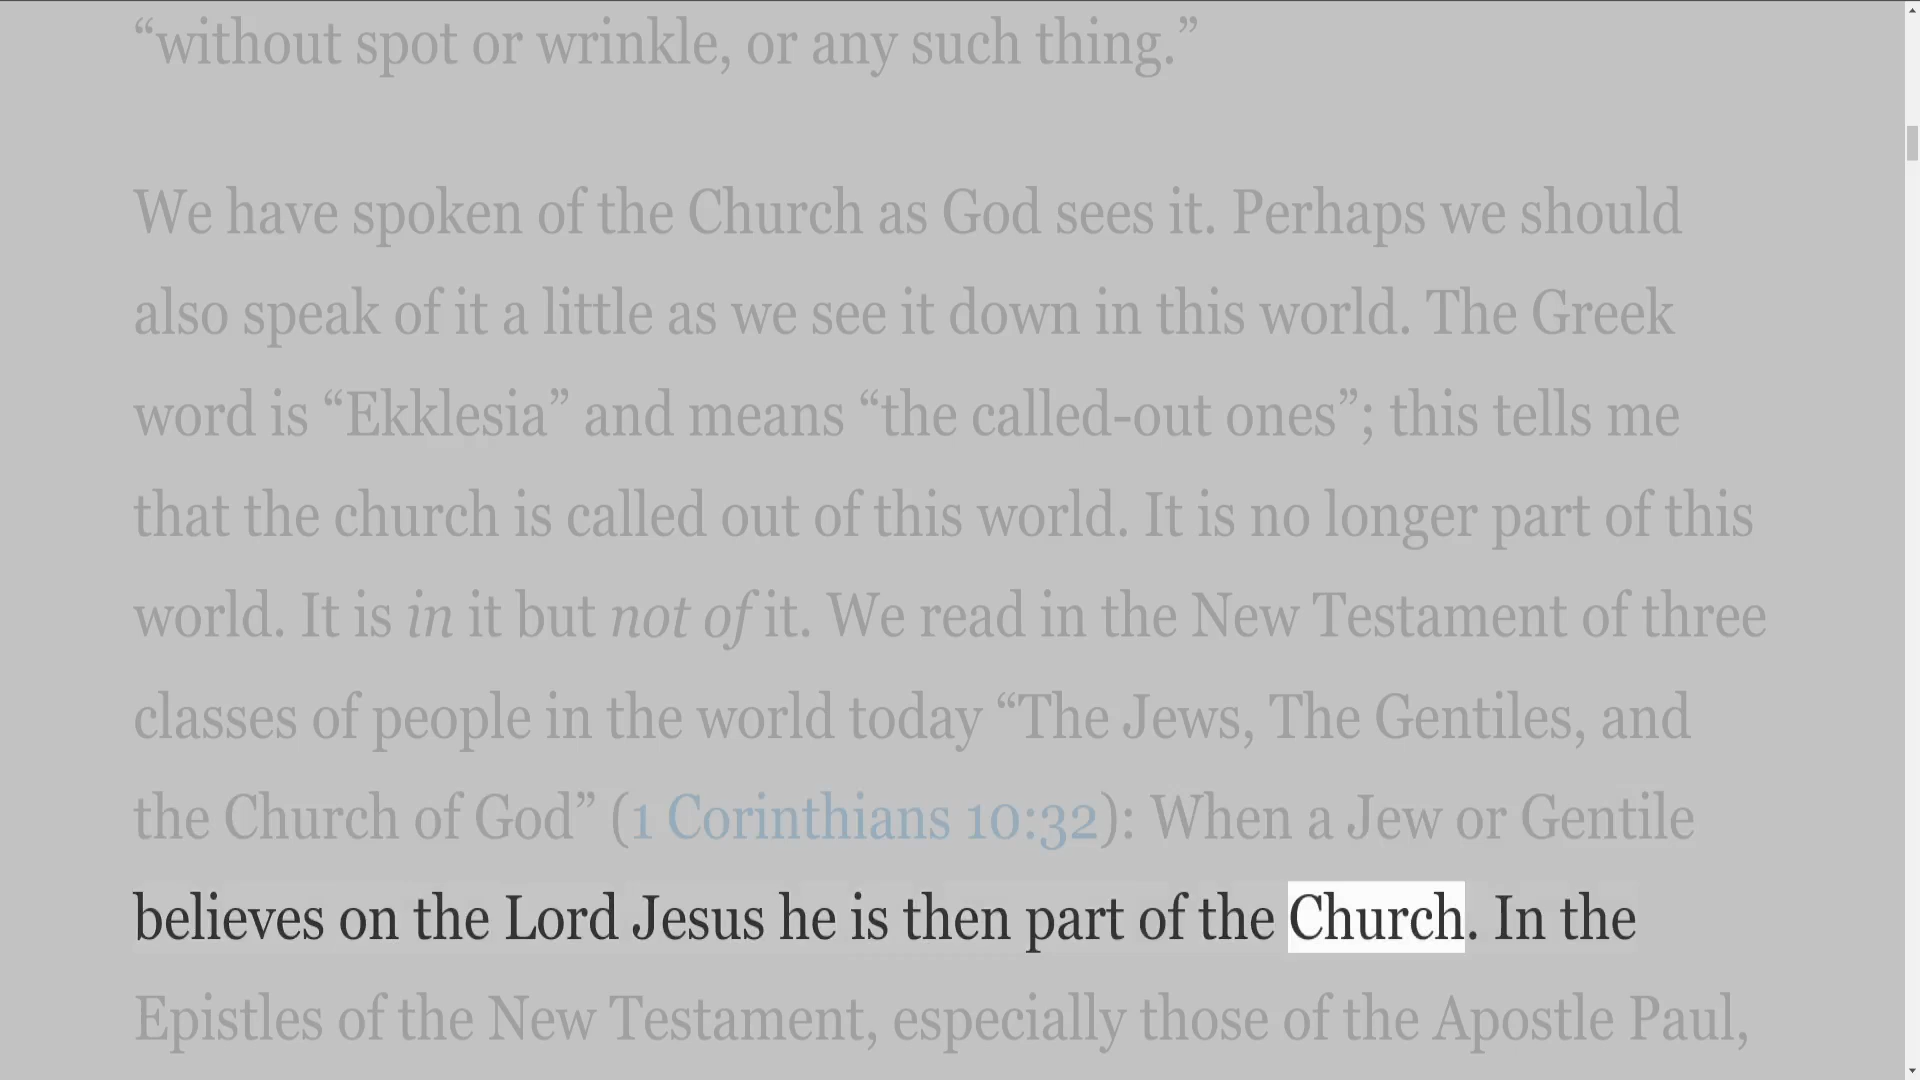 “without spot or wrinkle, or any such thing.”
We have spoken of the Church as God sees it. Perhaps we should
also speak of it a little as we see it down in this world. The Greek
word is “Ekklesia” and means “the called-out ones”; this tells me
that the church is called out of this world. It is no longer part of this
world. It is in it but not of it. We read in the New Testament of three
classes of people in the world today “The Jews, The Gentiles, and
the Church of God” (1 Corinthians 10:32): When a Jew or Gentile
believes on the Lord Jesus he is then part of the Church. In the
Epistles of the New Testament, especially those of the Apostle Paul,